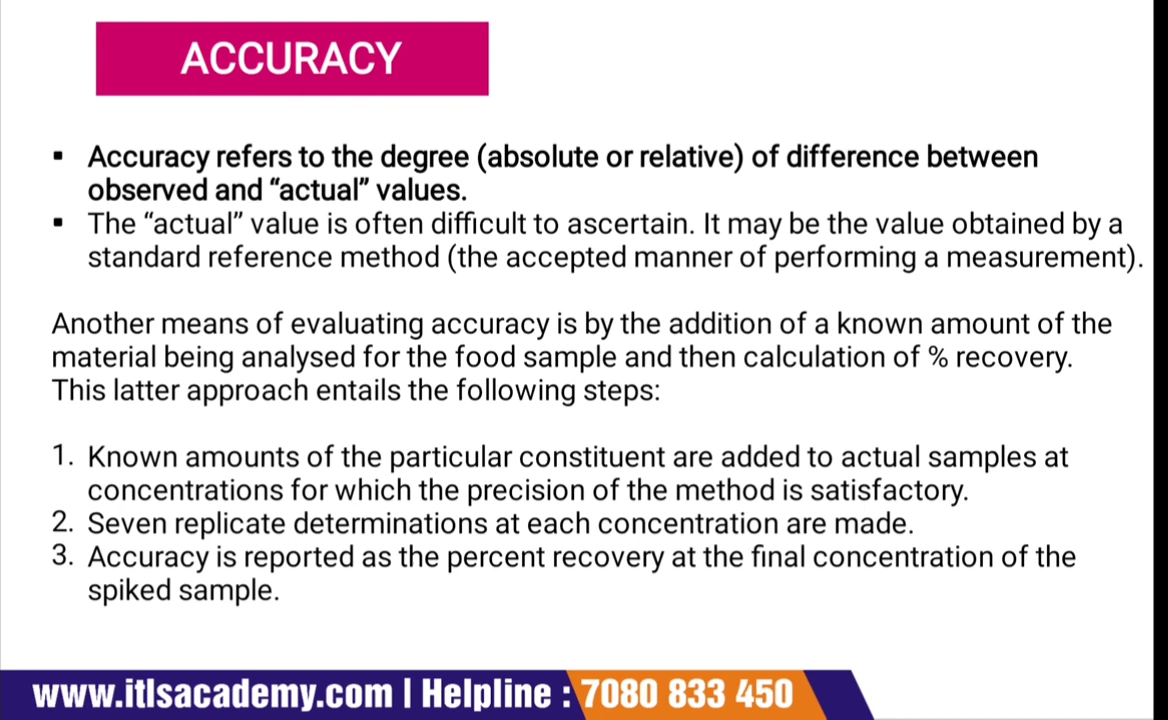 ACCURACY
▪ Accuracy refers to the degree (absolute or relative) of difference between
observed and “actual” values.
▪ The “actual” value is often difficult to ascertain. It may be the value obtained by a
standard reference method (the accepted manner of performing a measurement).
Another means of evaluating accuracy is by the addition of a known amount of the
material being analysed for the food sample and then calculation of % recovery.
This latter approach entails the following steps:
1. Known amounts of the particular constituent are added to actual samples at
concentrations for which the precision of the method is satisfactory.
2. Seven replicate determinations at each concentration are made.
3. Accuracy is reported as the percent recovery at the final concentration of the
spiked sample.
www.itlsacademy.com | Helpline : 7080 833 450